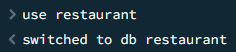 > use restaurant
< switched to db restaurant